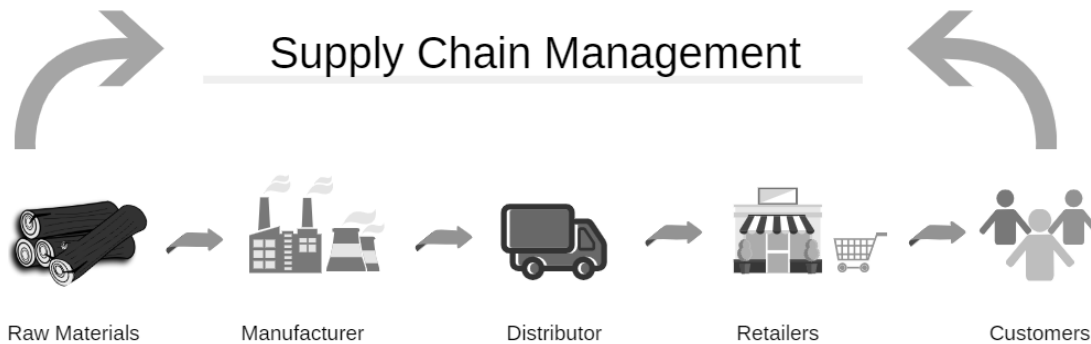 Supply Chain Management
Raw Materials
Manufacturer
Distributor
Retailers
Customers